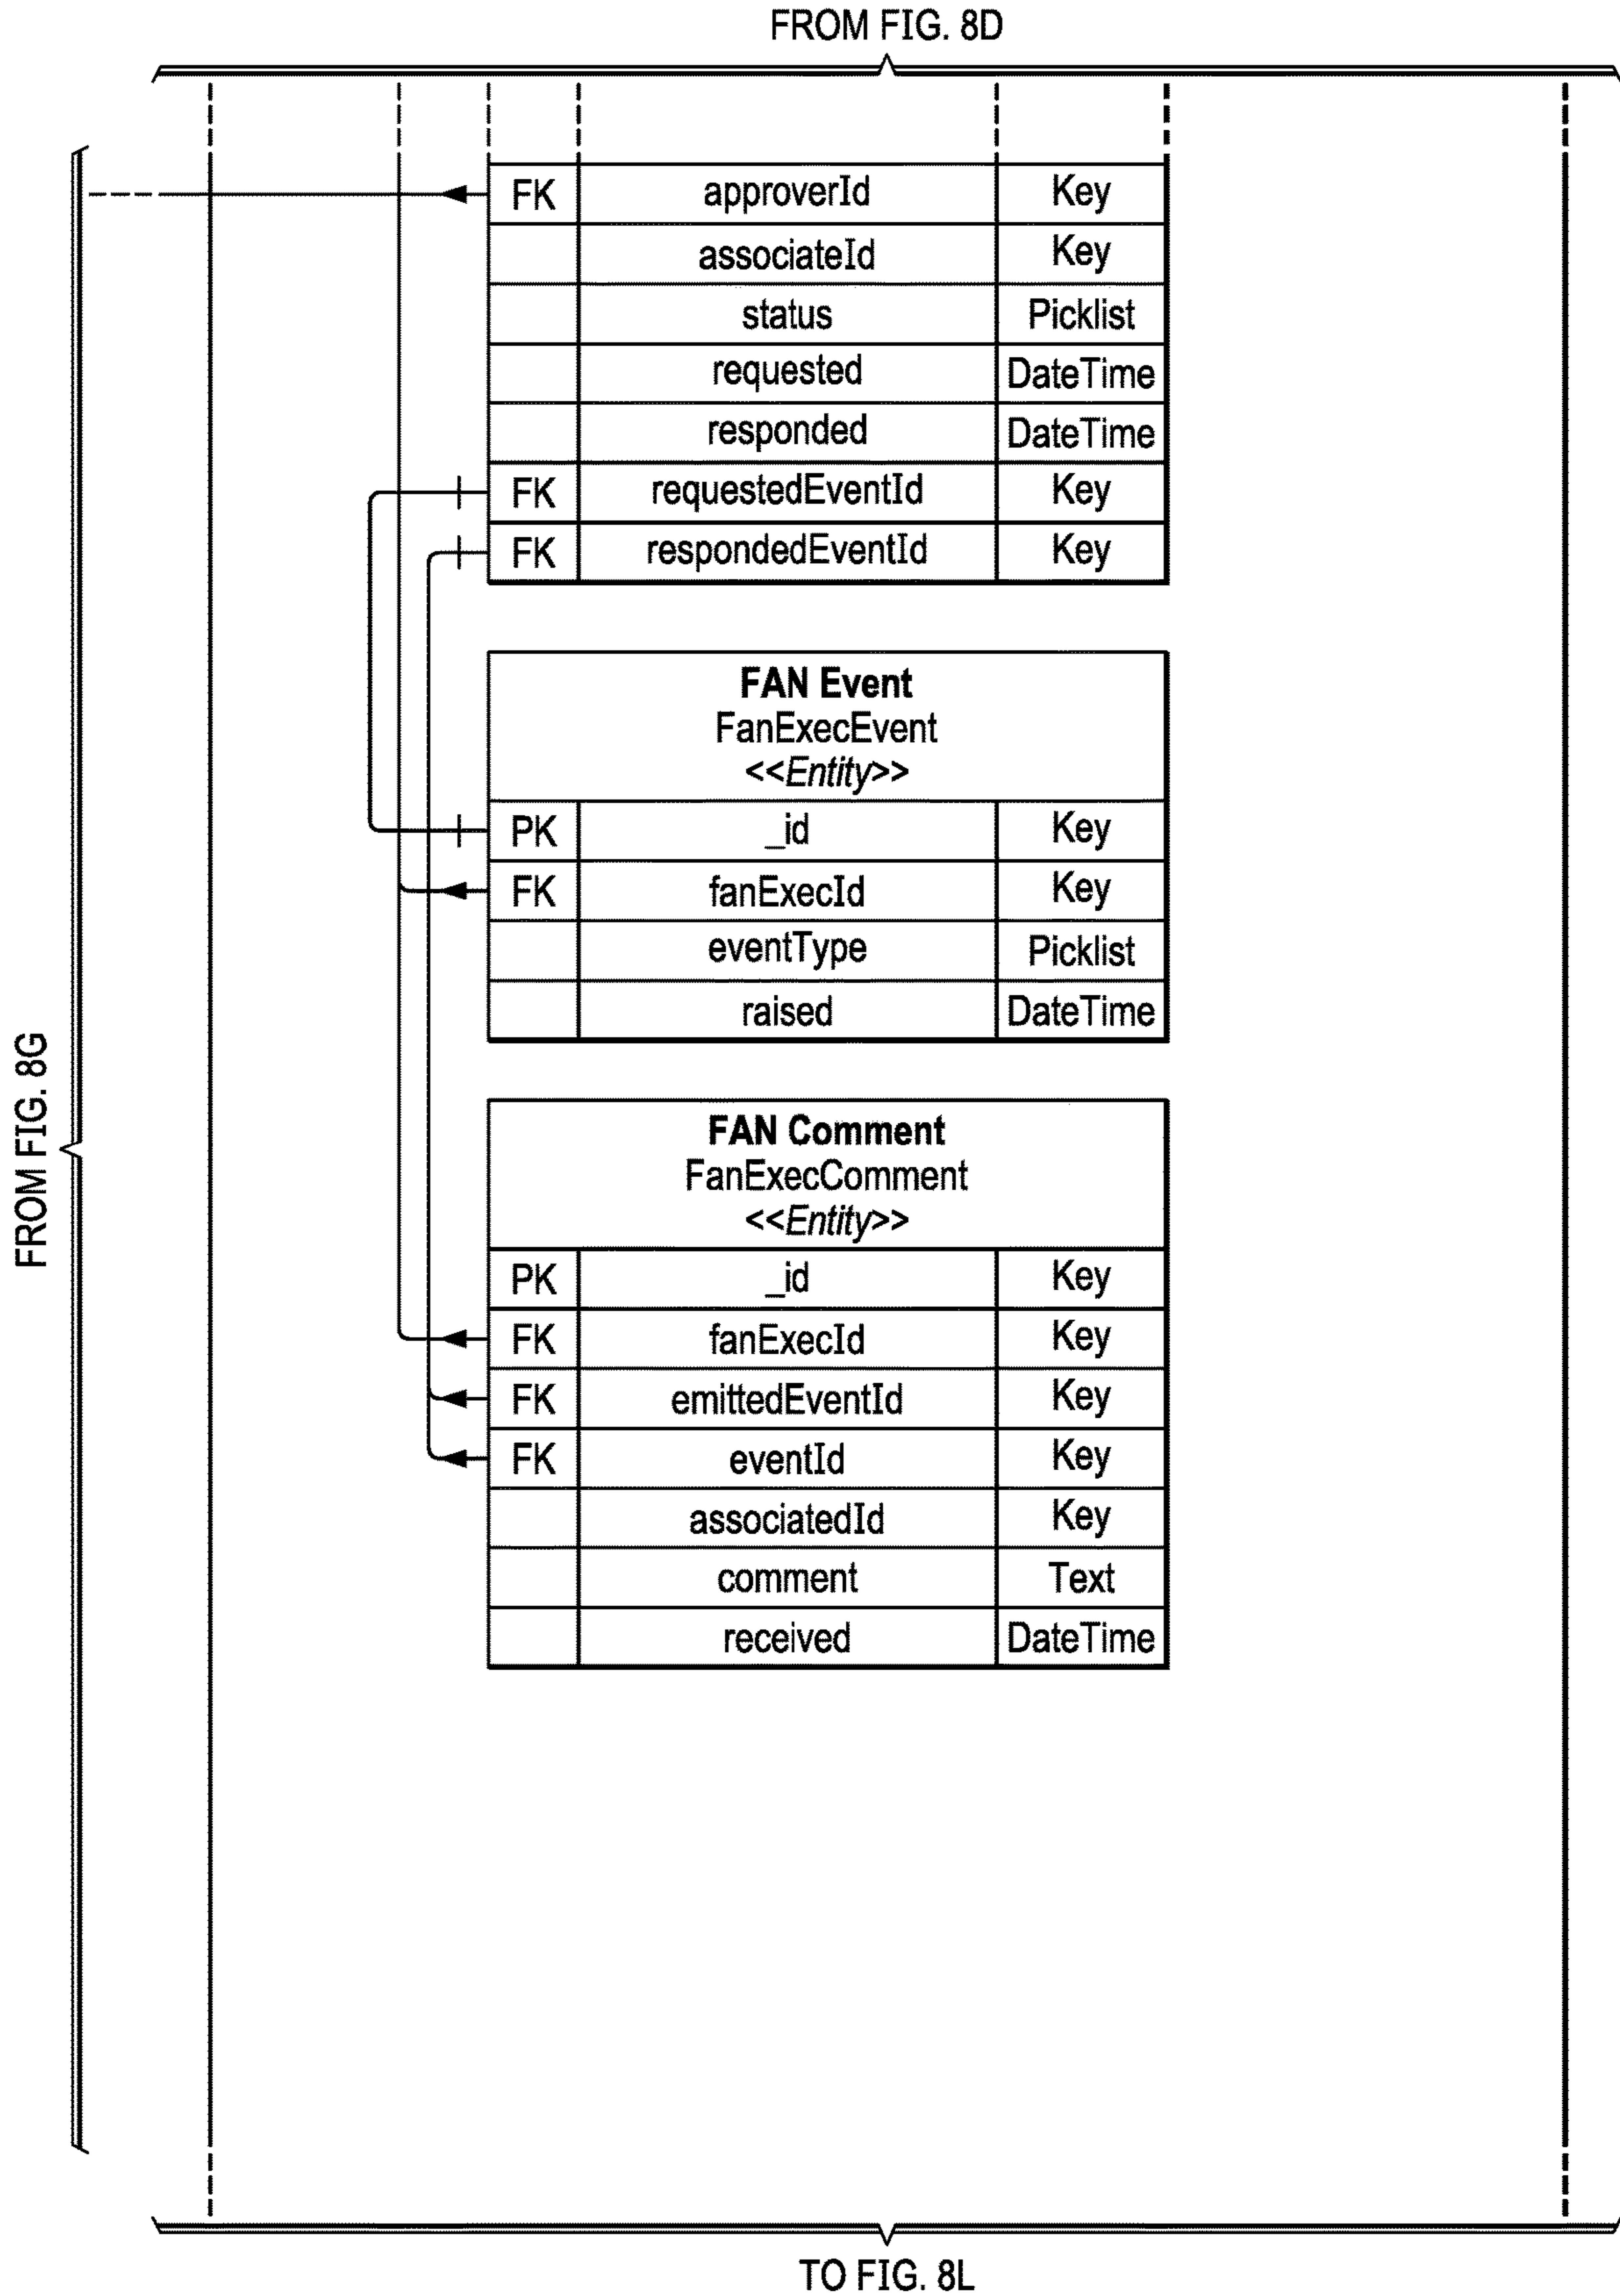 FROM FIG. 8D
FROM FIG. 8G
FK approverId Key
associateId Key
status Picklist
requested DateTime
responded DateTime
FK requestedEventId Key
FK respondedEventId Key
FAN Event
FanExecEvent
<<Entity>>
PK _id Key
FK fanExecId Key
eventType Picklist
raised DateTime
FAN Comment
FanExecComment
<<Entity>>
PK _id Key
FK fanExecId Key
FK emittedEventId Key
FK eventId Key
associatedId Key
comment Text
received DateTime
TO FIG. 8L